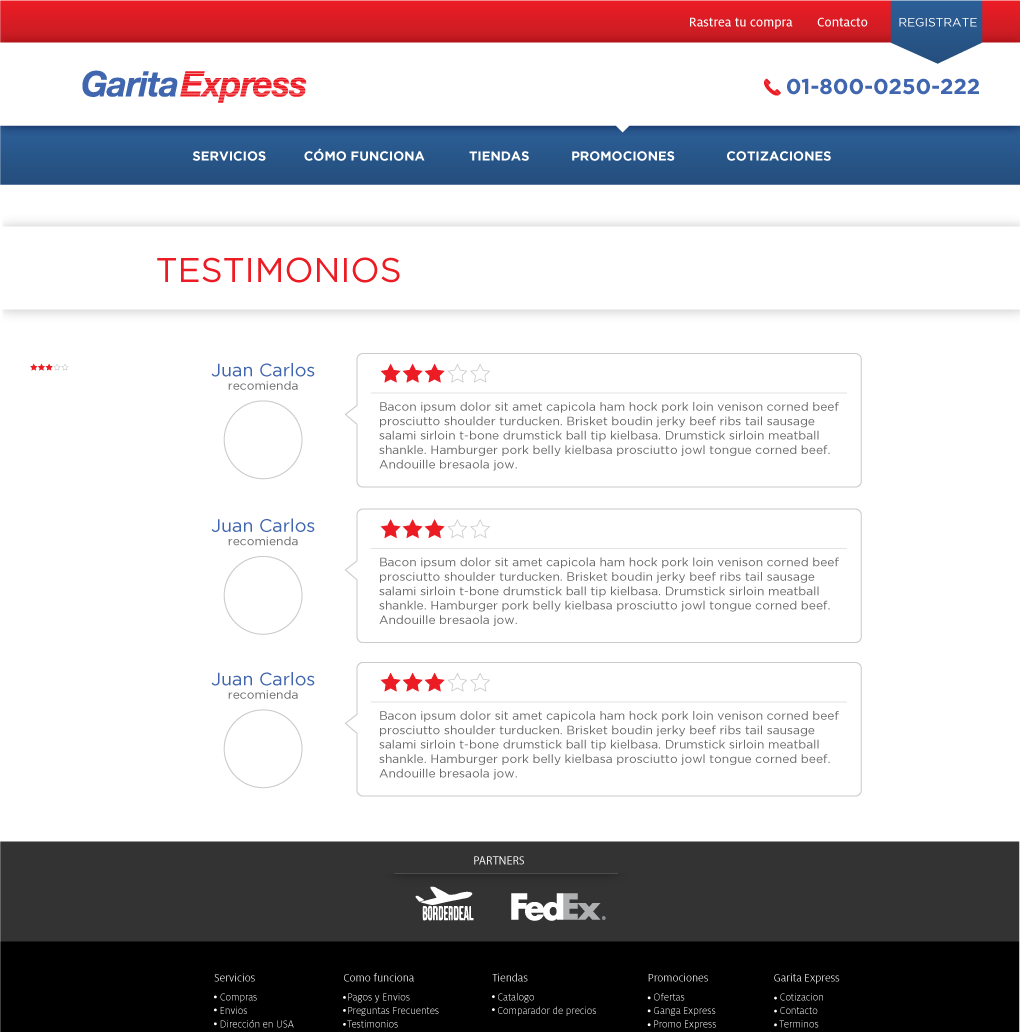 Rastrea tu compra Contacto REGISTRATE
GaritaExpress
01-800-0250-222
SERVICIOS CÓMO FUNCIONA TIENDAS PROMOCIONES COTIZACIONES
TESTIMONIOS
Juan Carlos
recomienda
Bacon ipsum dolor sit amet capicola ham hock pork loin venison corned beef
prosciutto shoulder turducken. Brisket boudin jerky beef ribs tail sausage
salami sirloin t-bone drumstick ball tip kielbasa. Drumstick sirloin meatball
shankle. Hamburger pork belly kielbasa prosciutto jowl tongue corned beef.
Andouille bresaola jow.
Juan Carlos
recomienda
Bacon ipsum dolor sit amet capicola ham hock pork loin venison corned beef
prosciutto shoulder turducken. Brisket boudin jerky beef ribs tail sausage
salami sirloin t-bone drumstick ball tip kielbasa. Drumstick sirloin meatball
shankle. Hamburger pork belly kielbasa prosciutto jowl tongue corned beef.
Andouille bresaola jow.
Juan Carlos
recomienda
Bacon ipsum dolor sit amet capicola ham hock pork loin venison corned beef
prosciutto shoulder turducken. Brisket boudin jerky beef ribs tail sausage
salami sirloin t-bone drumstick ball tip kielbasa. Drumstick sirloin meatball
shankle. Hamburger pork belly kielbasa prosciutto jowl tongue corned beef.
Andouille bresaola jow.
PARTNERS
BORDERDEAL FedEx.
Servicios
• Compras
• Envios
• Dirección en USA
Como funciona
• Pagos y Envios
• Preguntas Frecuentes
• Testimonios
Tiendas
• Catalogo
• Comparador de precios
Promociones
• Ofertas
• Ganga Express
• Promo Express
Garita Express
• Cotizacion
• Contacto
• Terminos